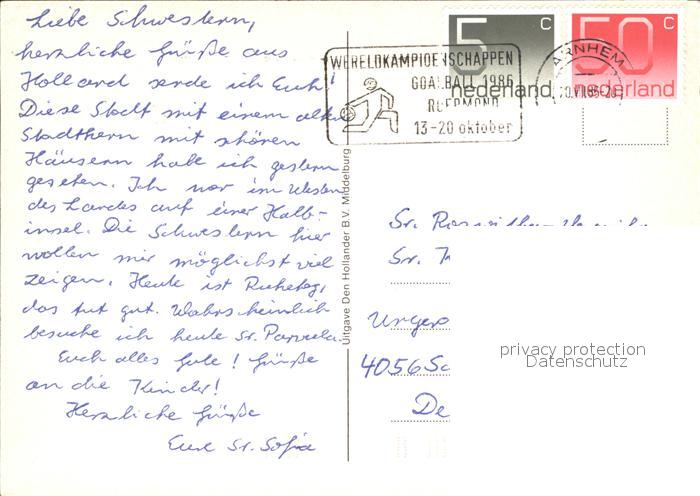 Liebe Schwestern,
herzliche Grüße aus
Holland sende ich Euch!
Diese Stadt mit einem alten
Stadtkern mit schönen
Häusern habe ich gestern
gesehen. Ich war im Westen
des Landes auf einer Halb-
insel. Die Schwestern hier
wollen mir möglichst viel
zeigen. Heute ist Ruhetag,
das tut gut. Wahrscheinlich
besuche ich heute Sr.
Euch alles Gute! Grüße
an die Kinder!
Herzliche Grüße
Eure Sr. Sofia
Uitgave Den Hollander B.V. Middelburg
5 c
nederland
50 c
nederland
WERELDKAMPIOENSCHAPPEN
GOALBALL 1986
ROERMOND
13-20 oktober
ARNHEM
Sr.
Sr.
4056 Sc
De
privacy protection
Datenschutz